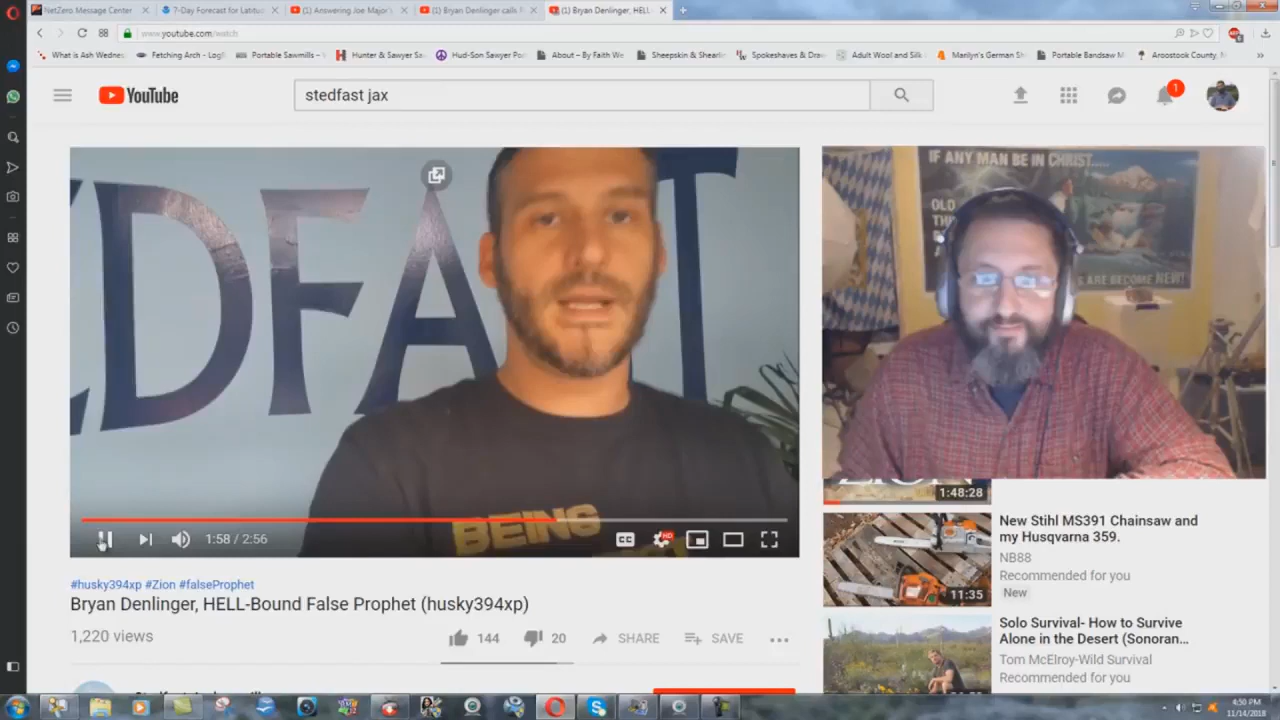 NetZero Message Center
7-Day Forecast for Latitud
(1) Answering Joe Major's
(1) Bryan Denlinger calls
(1) Bryan Denlinger, HELL-
www.youtube.com/watch
What is Ash Wednes
Fetching Arch - Lega
Portable Sawmills –
Hunter & Sawyer Sa
Hud-Son Sawyer Po
About – By Faith We
Sheepskin & Shearlin
Spokeshaves & Draw
Adult Wool and Silk
Marilyn's German Sh
Portable Bandsaw M
Aroostook County,
YouTube
stedfast jax
1
EDFAST
BEING
IF ANY MAN BE IN CHRIST.....
OLD
ARE BECOME NEW!
1:58 / 2:56
CC
HD
#husky394xp #Zion #falseProphet
Bryan Denlinger, HELL-Bound False Prophet (husky394xp)
1,220 views
144
20
SHARE
SAVE
ZION
1:48:28
New Stihl MS391 Chainsaw and
my Husqvarna 359.
NB88
Recommended for you
New
11:35
Solo Survival- How to Survive
Alone in the Desert (Sonoran...
Tom McElroy-Wild Survival
Recommended for you
4:50 PM
11/14/2018